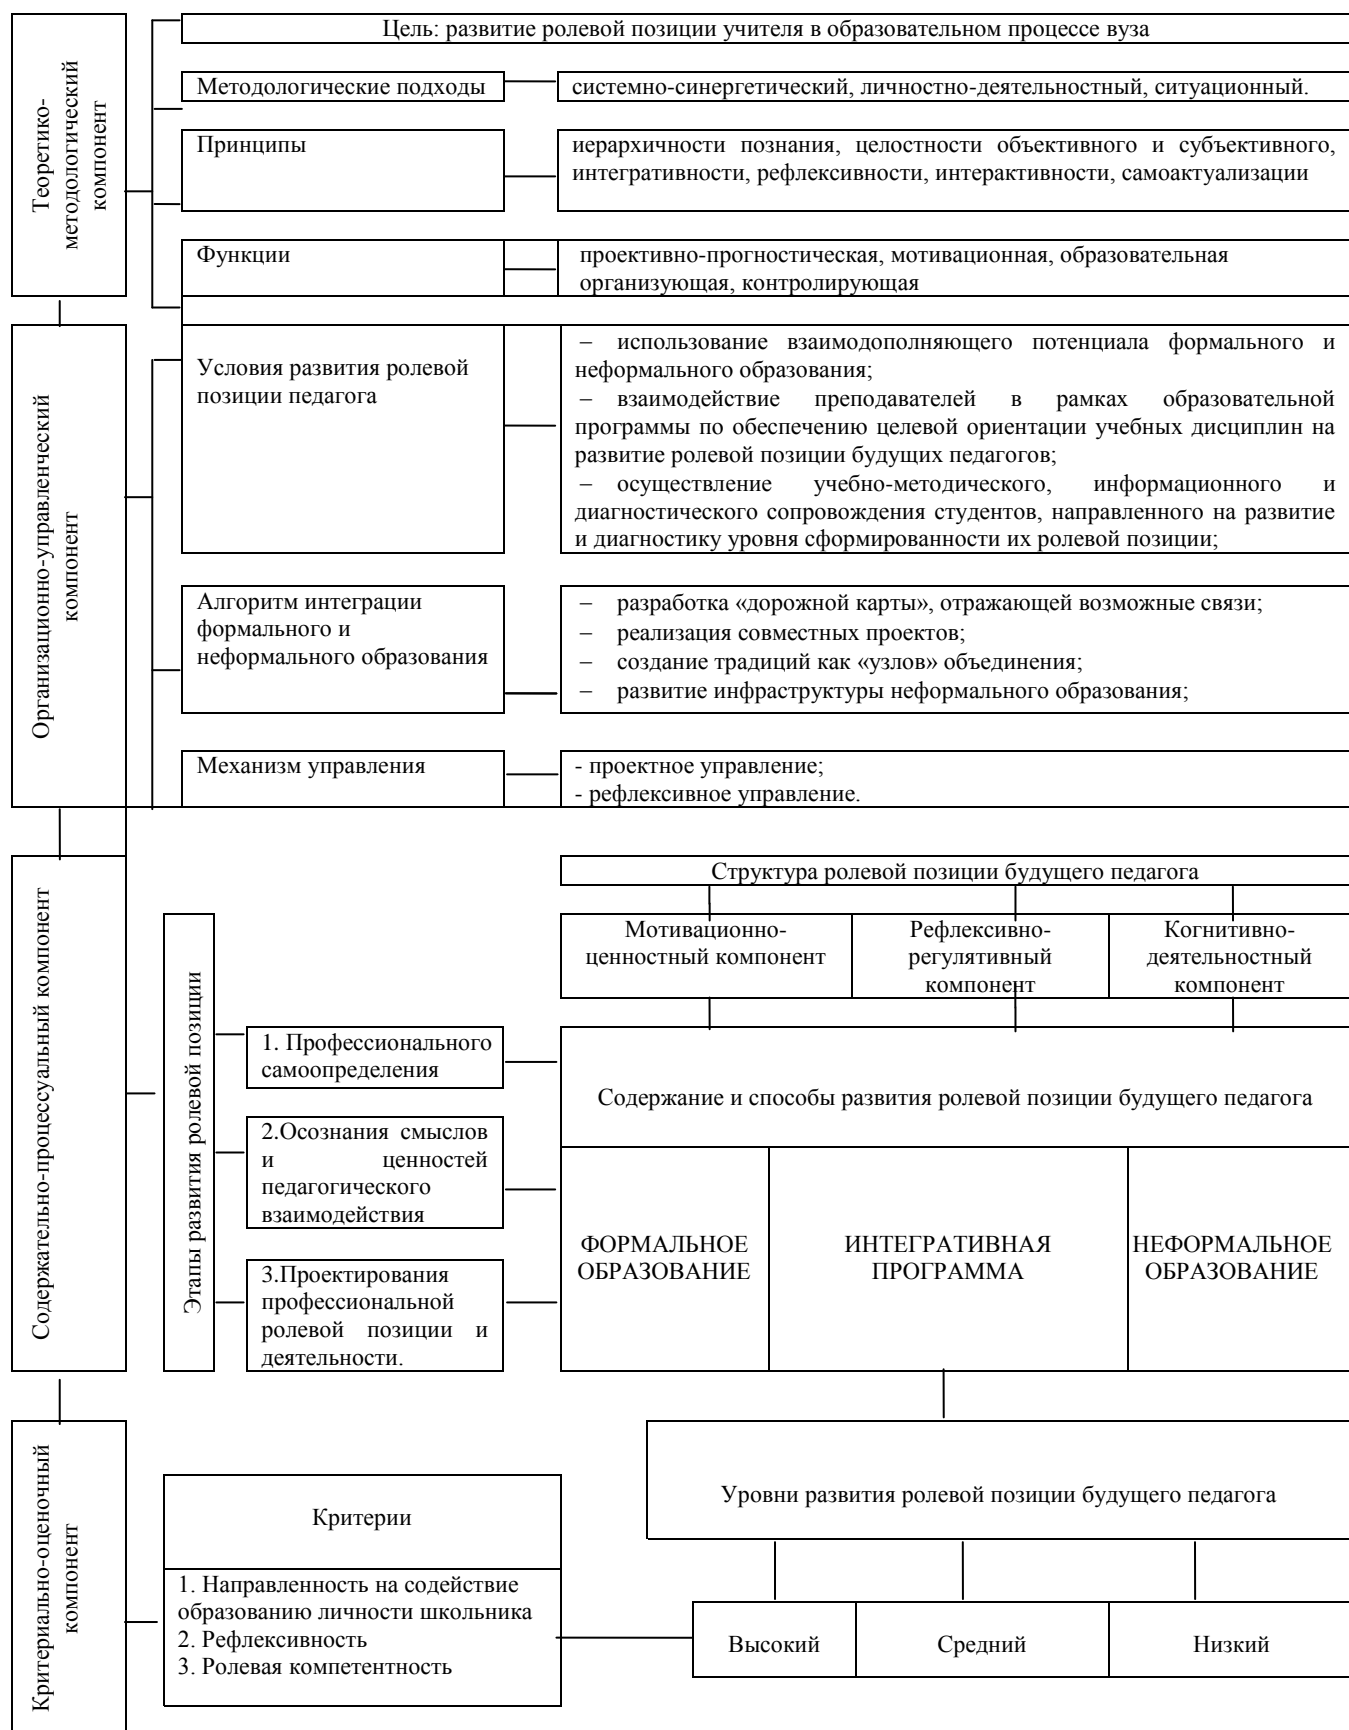 Теоретико-
методологический
компонент
Цель: развитие ролевой позиции учителя в образовательном процессе вуза
Методологические подходы
системно-синергетический, личностно-деятельностный, ситуационный.
Принципы
иерархичности познания, целостности объективного и субъективного,
интегративности, рефлексивности, интерактивности, самоактуализации
Функции
проективно-прогностическая, мотивационная, образовательная
организующая, контролирующая
Организационно-управленческий
компонент
Условия развития ролевой
позиции педагога
– использование взаимодополняющего потенциала формального и
неформального образования;
– взаимодействие преподавателей в рамках образовательной
программы по обеспечению целевой ориентации учебных дисциплин на
развитие ролевой позиции будущих педагогов;
– осуществление учебно-методического, информационного и
диагностического сопровождения студентов, направленного на развитие
и диагностику уровня сформированности их ролевой позиции;
Алгоритм интеграции
формального и
неформального образования
– разработка «дорожной карты», отражающей возможные связи;
– реализация совместных проектов;
– создание традиций как «узлов» объединения;
– развитие инфраструктуры неформального образования;
Механизм управления
- проектное управление;
- рефлексивное управление.
Содержательно-процессуальный компонент
Структура ролевой позиции будущего педагога
Мотивационно-
ценностный компонент
Рефлексивно-
регулятивный
компонент
Когнитивно-
деятельностный
компонент
Этапы развития ролевой позиции
1. Профессионального
самоопределения
2.Осознания смыслов
и ценностей
педагогического
взаимодействия
3.Проектирования
профессиональной
ролевой позиции и
деятельности.
Содержание и способы развития ролевой позиции будущего педагога
ФОРМАЛЬНОЕ
ОБРАЗОВАНИЕ
ИНТЕГРАТИВНАЯ
ПРОГРАММА
НЕФОРМАЛЬНОЕ
ОБРАЗОВАНИЕ
Критериально-оценочный
компонент
Критерии
1. Направленность на содействие
образованию личности школьника
2. Рефлексивность
3. Ролевая компетентность
Уровни развития ролевой позиции будущего педагога
Высокий
Средний
Низкий